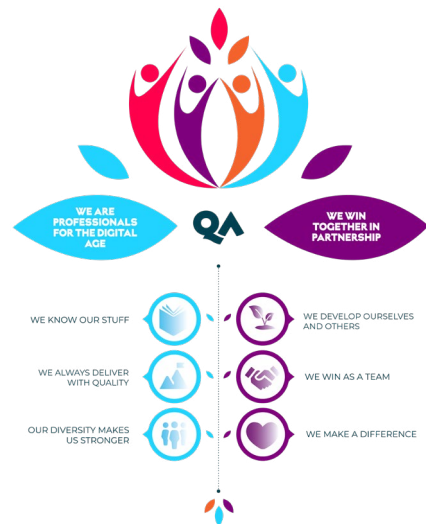 WE ARE
PROFESSIONALS
FOR THE DIGITAL
AGE
QA
WE WIN
TOGETHER IN
PARTNERSHIP
WE KNOW OUR STUFF
WE DEVELOP OURSELVES
AND OTHERS
WE ALWAYS DELIVER
WITH QUALITY
WE WIN AS A TEAM
OUR DIVERSITY MAKES
US STRONGER
WE MAKE A DIFFERENCE